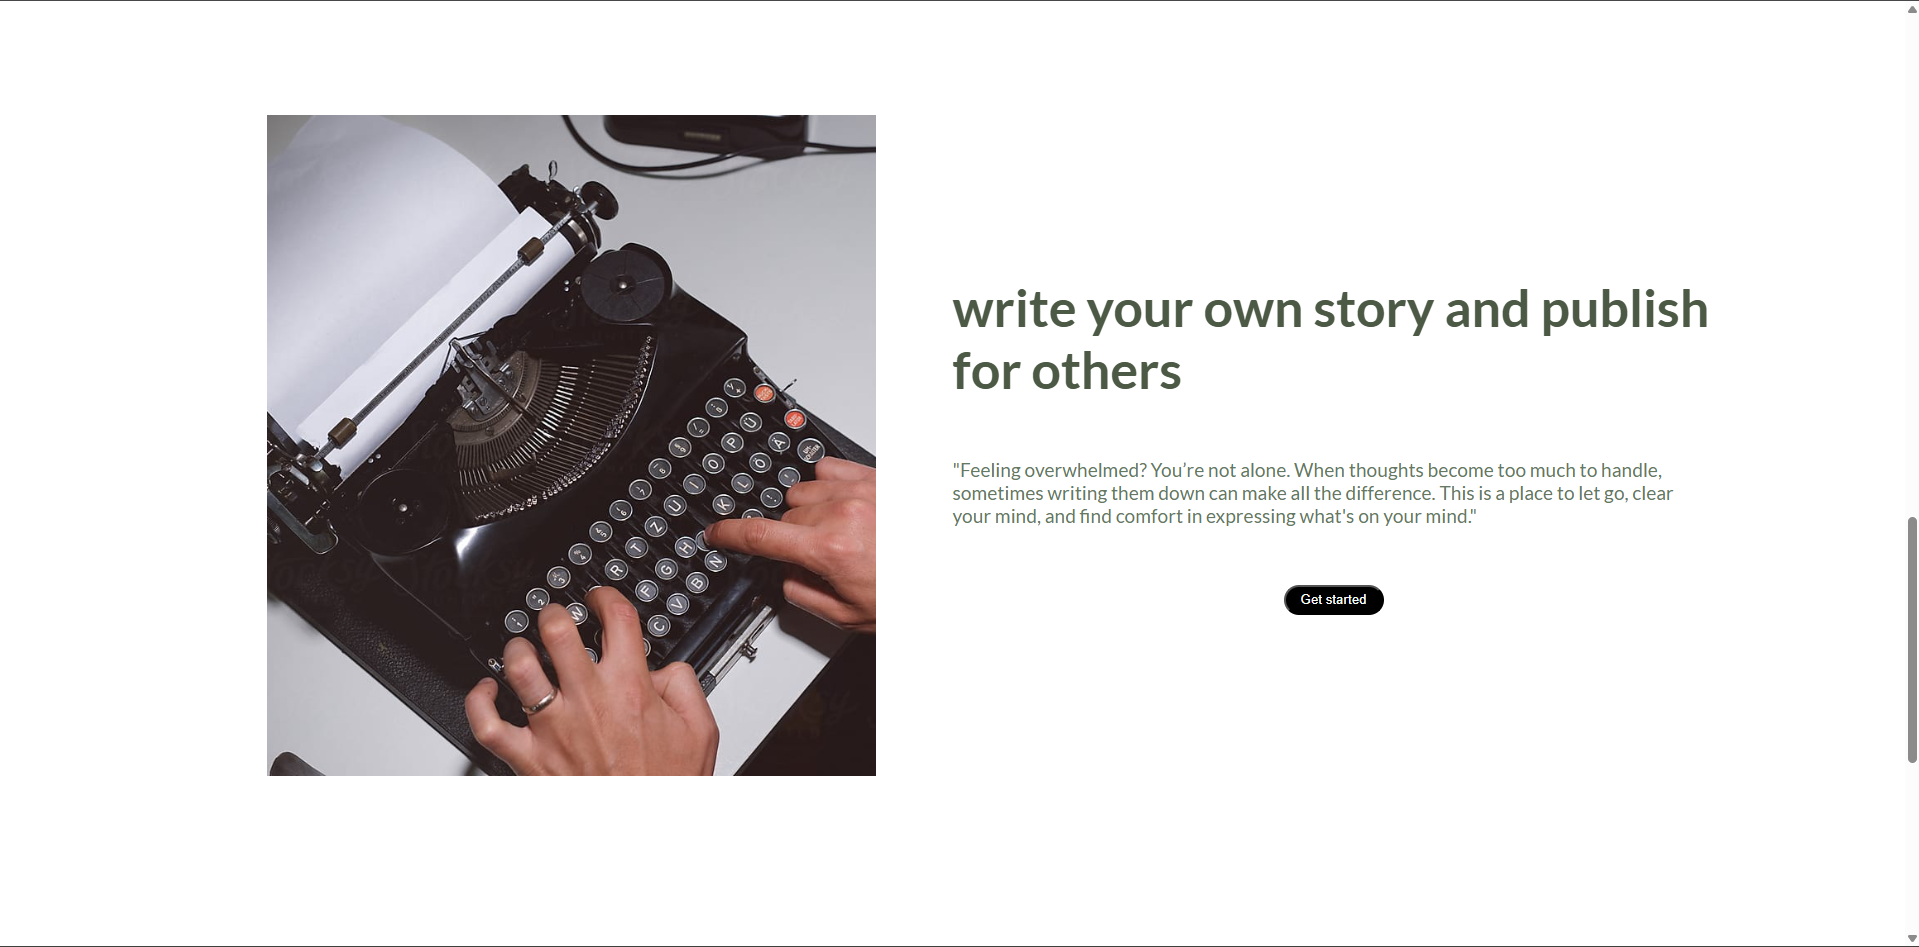 write your own story and publish
for others
"Feeling overwhelmed? You’re not alone. When thoughts become too much to handle,
sometimes writing them down can make all the difference. This is a place to let go, clear
your mind, and find comfort in expressing what's on your mind."
Get started